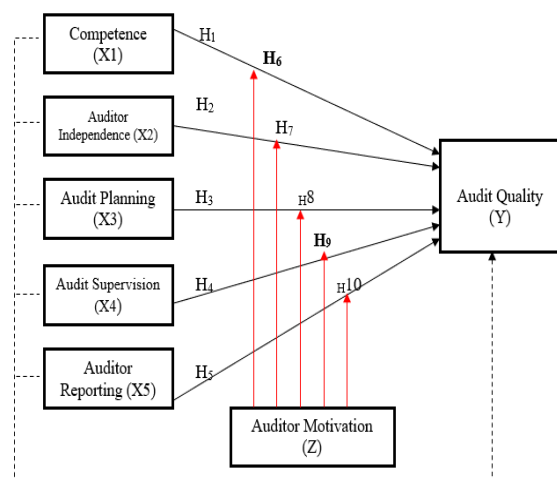 Competence
(X1)
H1
H6
Auditor
Independence (X2)
H2
H7
Audit Planning
(X3)
H3
H8
Audit Quality
(Y)
Audit Supervision
(X4)
H4
H9
Auditor
Reporting (X5)
H5
H10
Auditor Motivation
(Z)